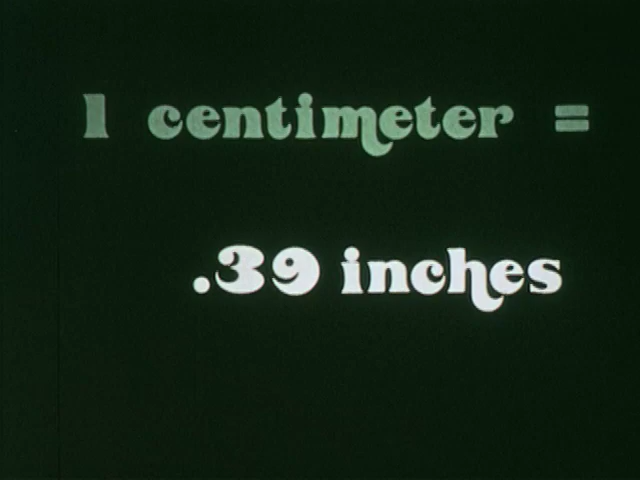 1 centimeter =
.39 inches